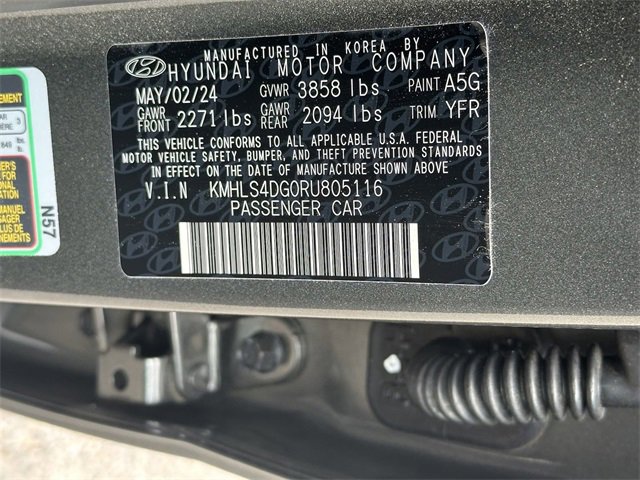 MANUFACTURED IN KOREA BY
HYUNDAI MOTOR COMPANY
MAY/02/24 GVWR 3858 lbs PAINT A5G
GAWR FRONT 2271 lbs GAWR REAR 2094 lbs TRIM YFR
THIS VEHICLE CONFORMS TO ALL APPLICABLE U.S.A. FEDERAL
MOTOR VEHICLE SAFETY, BUMPER, AND THEFT PREVENTION STANDARDS
IN EFFECT ON THE DATE OF MANUFACTURE SHOWN ABOVE
V.I.N KMHLS4DG0RU805116
PASSENGER CAR
N57